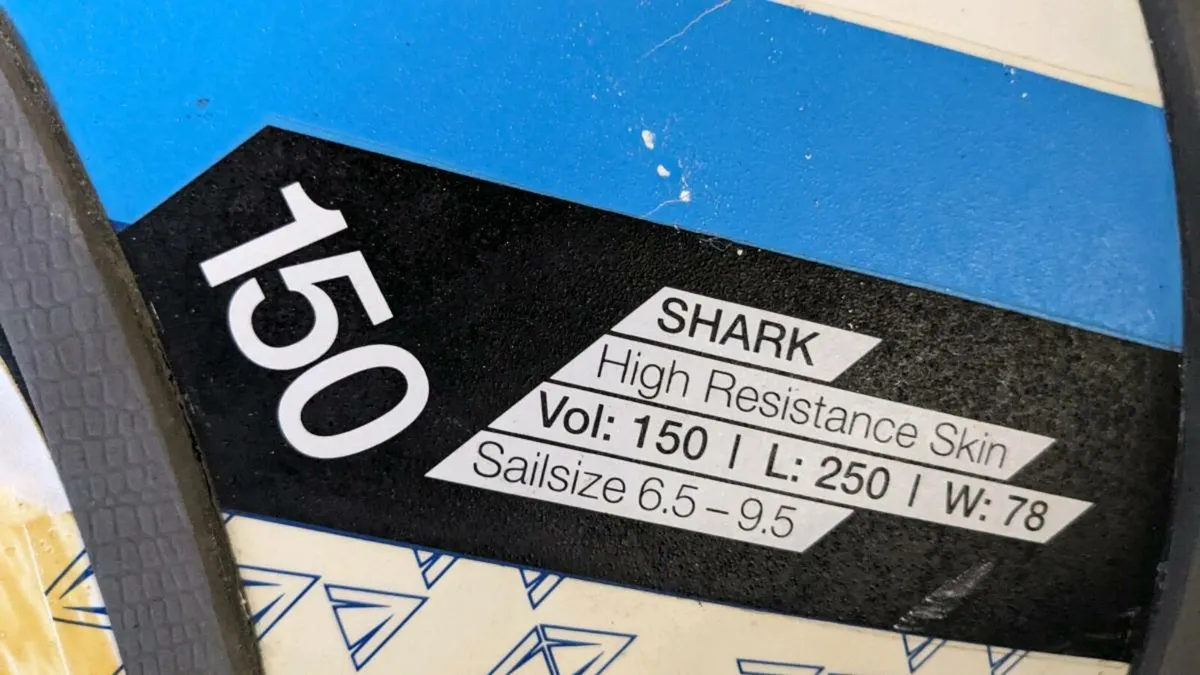 150
SHARK
High Resistance Skin
Vol: 150 | L: 250 | W: 78
Sailsize 6.5 – 9.5